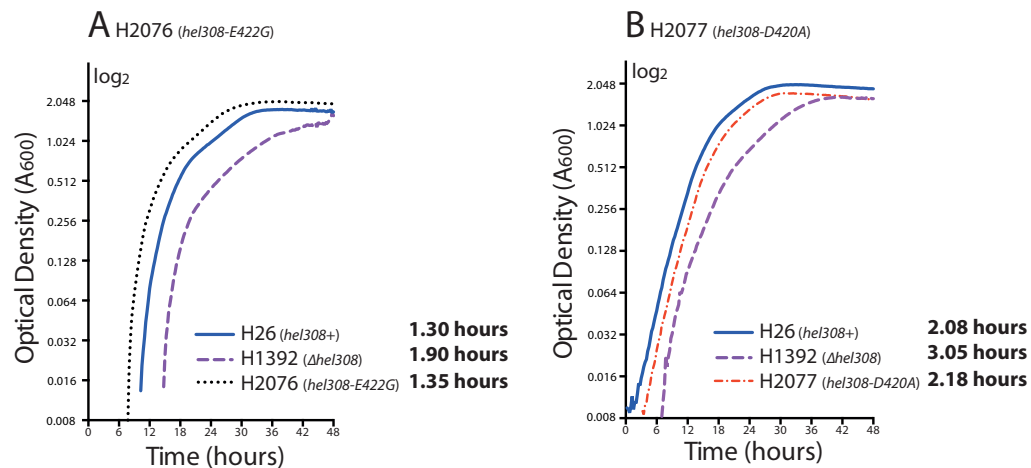 A H2076 (hel308-E422G)
log2
Optical Density (A600)
2.048
1.024
0.512
0.256
0.128
0.064
0.032
0.016
0.008
H26 (hel308+) 1.30 hours
H1392 (Δhel308) 1.90 hours
H2076 (hel308-E422G) 1.35 hours
0 6 12 18 24 30 36 42 48
Time (hours)
B H2077 (hel308-D420A)
log2
Optical Density (A600)
2.048
1.024
0.512
0.256
0.128
0.064
0.032
0.016
0.008
H26 (hel308+) 2.08 hours
H1392 (Δhel308) 3.05 hours
H2077 (hel308-D420A) 2.18 hours
0 6 12 18 24 30 36 42 48
Time (hours)